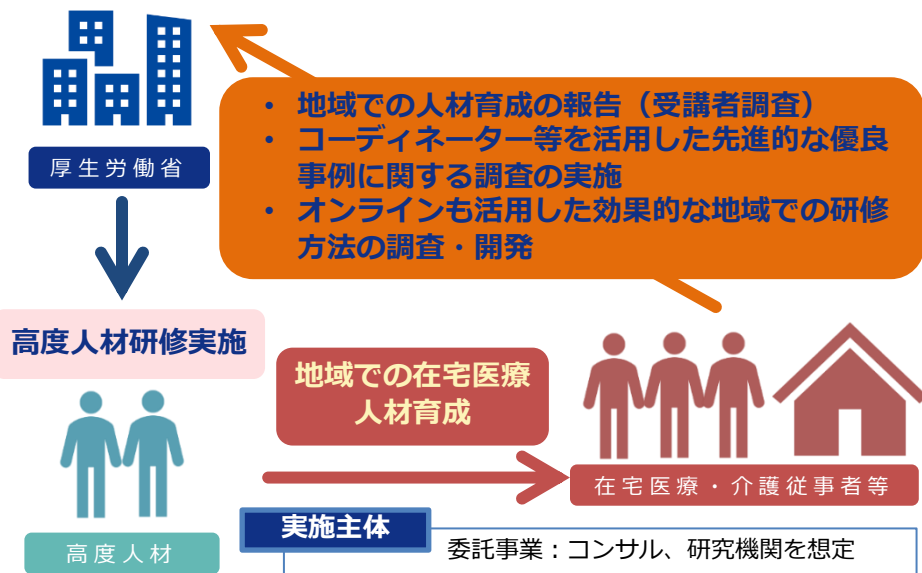 厚生労働省
・ 地域での人材育成の報告（受講者調査）
・ コーディネーター等を活用した先進的な優良
事例に関する調査の実施
・ オンラインも活用した効果的な地域での研修
方法の調査・開発
高度人材研修実施
地域での在宅医療
人材育成
在宅医療・介護従事者等
高度人材
実施主体
委託事業：コンサル、研究機関を想定